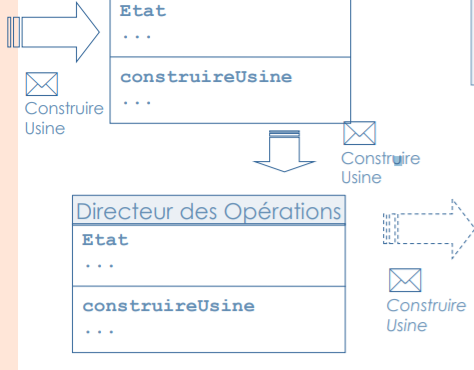 Etat
...
construireUsine
...
Construire
Usine
Construire
Usine
Directeur des Opérations
Etat
...
construireUsine
...
Construire
Usine